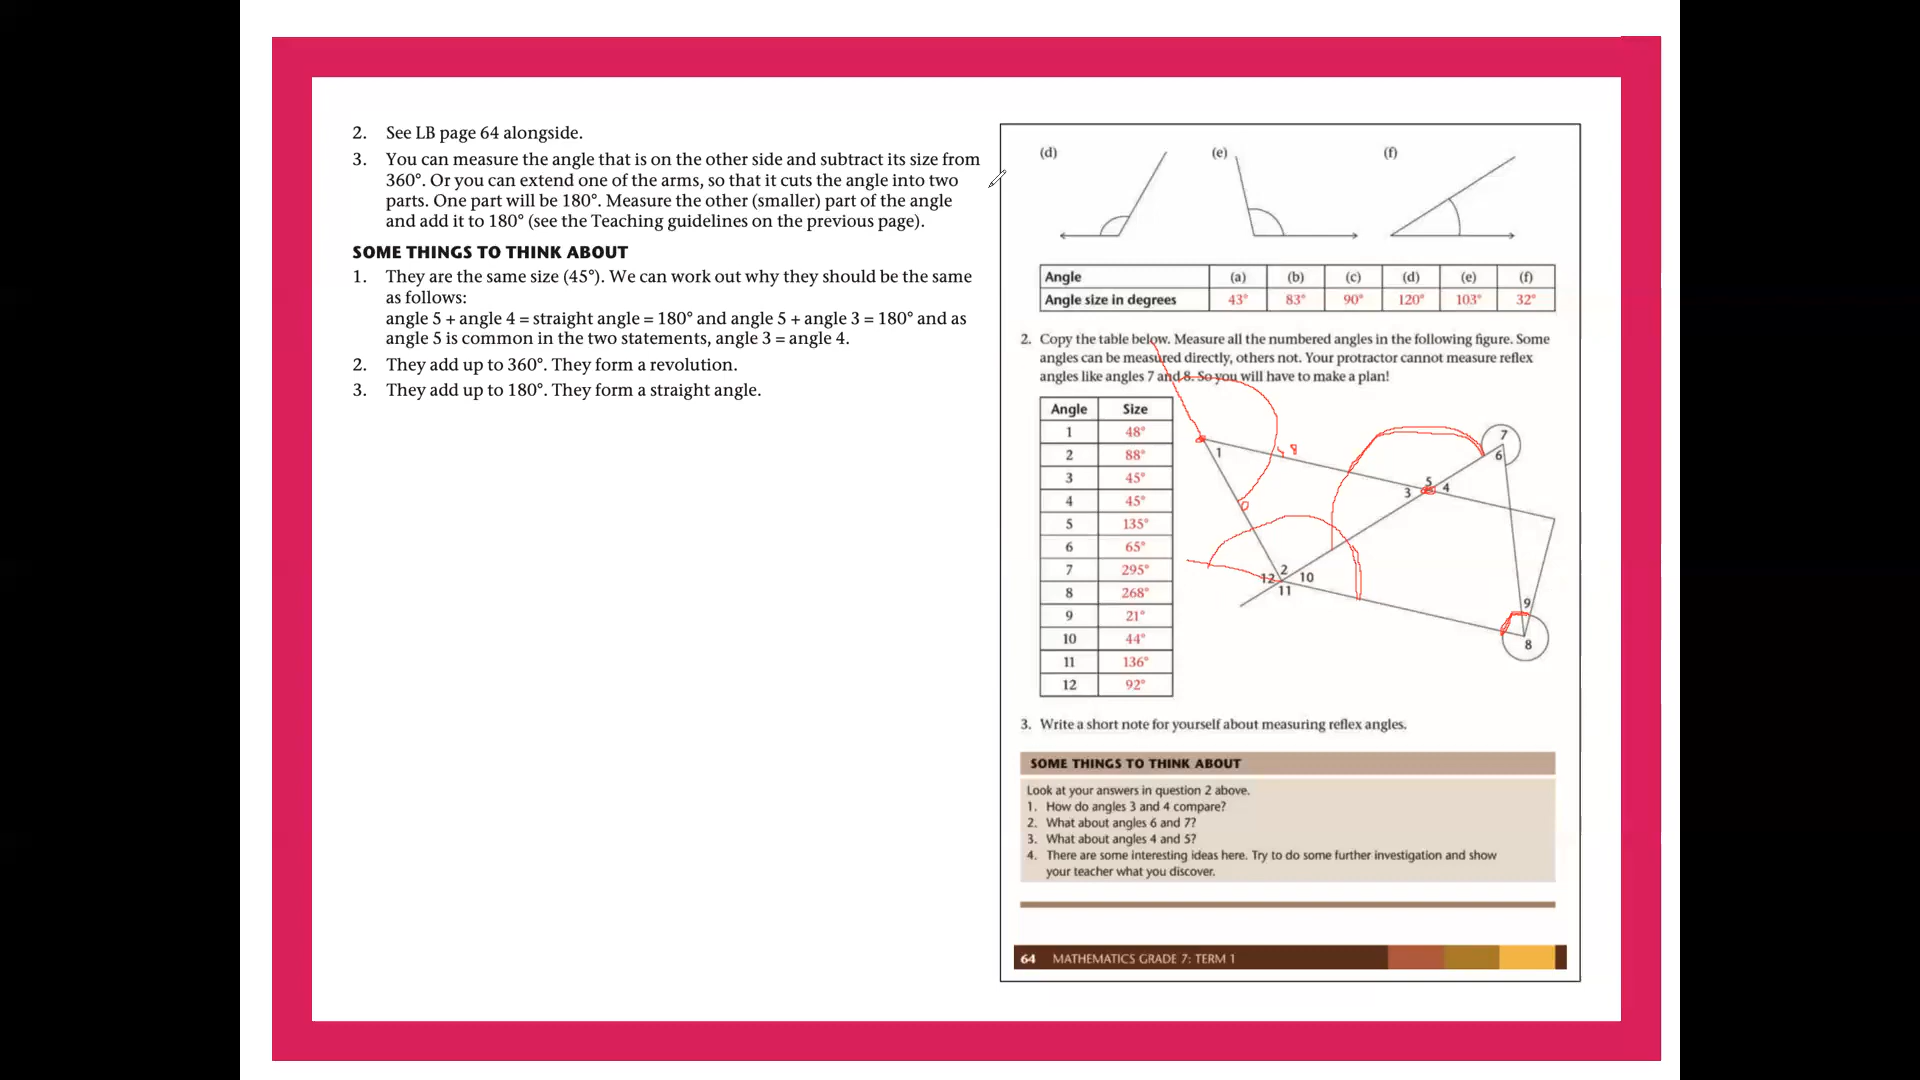 2. See LB page 64 alongside.
3. You can measure the angle that is on the other side and subtract its size from
360°. Or you can extend one of the arms, so that it cuts the angle into two
parts. One part will be 180°. Measure the other (smaller) part of the angle
and add it to 180° (see the Teaching guidelines on the previous page).
SOME THINGS TO THINK ABOUT
1. They are the same size (45°). We can work out why they should be the same
as follows:
angle 5 + angle 4 = straight angle = 180° and angle 5 + angle 3 = 180° and as
angle 5 is common in the two statements, angle 3 = angle 4.
2. They add up to 360°. They form a revolution.
3. They add up to 180°. They form a straight angle.
(d) (e) (f)
Angle (a) (b) (c) (d) (e) (f)
Angle size in degrees 43° 83° 90° 120° 103° 32°
2. Copy the table below. Measure all the numbered angles in the following figure. Some
angles can be measured directly, others not. Your protractor cannot measure reflex
angles like angles 7 and 8. So you will have to make a plan!
Angle Size
1 48°
2 88°
3 45°
4 45°
5 135°
6 65°
7 295°
8 268°
9 21°
10 44°
11 136°
12 92°
7
6
1
5
3 4
2
12 10
11
9
8
3. Write a short note for yourself about measuring reflex angles.
SOME THINGS TO THINK ABOUT
Look at your answers in question 2 above.
1. How do angles 3 and 4 compare?
2. What about angles 6 and 7?
3. What about angles 4 and 5?
4. There are some interesting ideas here. Try to do some further investigation and show
your teacher what you discover.
64 MATHEMATICS GRADE 7: TERM 1